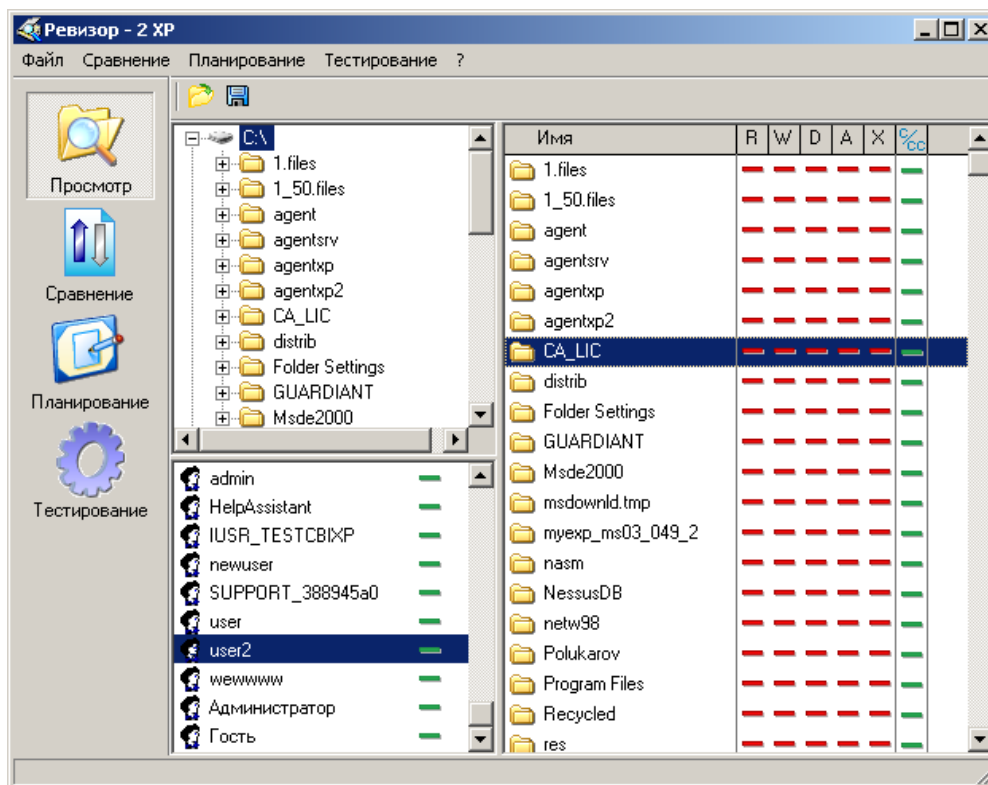 Ревизор - 2 XP
Файл Сравнение Планирование Тестирование ?
Просмотр
Сравнение
Планирование
Тестирование
C:\
1.files
1_50.files
agent
agentsrv
agentxp
agentxp2
CA_LIC
distrib
Folder Settings
GUARDIANT
Msde2000
admin
HelpAssistant
IUSR_TESTCBIXP
newuser
SUPPORT_388945a0
user
user2
wewwww
Администратор
Гость
Имя R W D A X C/CC
1.files
1_50.files
agent
agentsrv
agentxp
agentxp2
CA_LIC
distrib
Folder Settings
GUARDIANT
Msde2000
msdownld.tmp
myexp_ms03_049_2
nasm
NessusDB
netw98
Polukarov
Program Files
Recycled
res